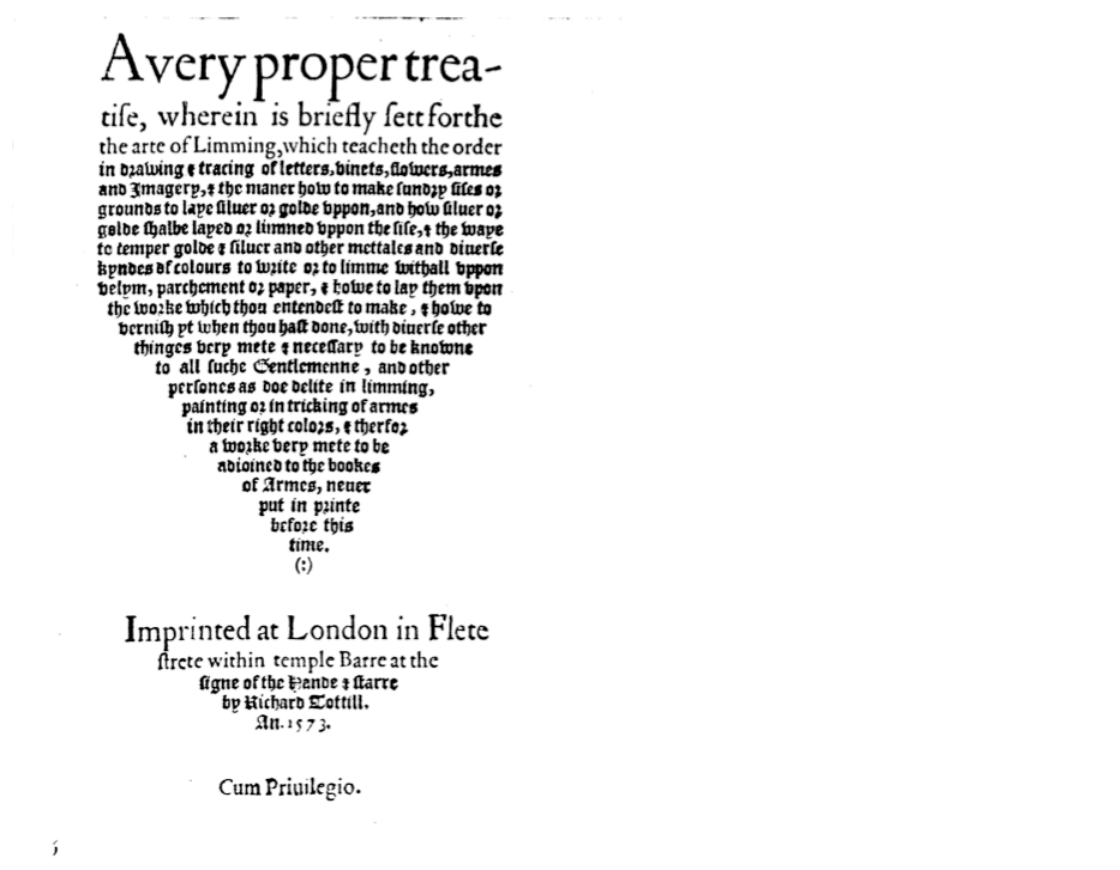 A very proper trea-
tiſe, wherein is briefly ſett forthe
the arte of Limming, which teacheth the order
in drawing & tracing of letters, vinets, flowers, armes
and Imagery, & the maner how to make ſundry ſiſes or
grounds to laye ſiluer or golde vppon, and how ſiluer or
golde ſhalbe layed or limned vppon the ſiſe, & the waye
to temper golde & ſiluer and other mettales and diuerſe
kyndes of colours to write or to limme withall vppon
velym, parchement or paper, & howe to lay them vpon
the worke which thou entendeſt to make, & howe to
verniſh yt when thou haſt done, with diuerſe other
thinges very mete & neceſſary to be knowne
to all ſuche Gentlemenne, and other
perſones as doe delite in limming,
painting or in tricking of armes
in their right colors, & therfor
a worke very mete to be
adioined to the bookes
of Armes, neuer
put in printe
before this
time.
(:)
Imprinted at London in Flete
ſtrete within temple Barre at the
ſigne of the Hande & ſtarre
by Richard Tottill.
An. 1573.
Cum Priuilegio.